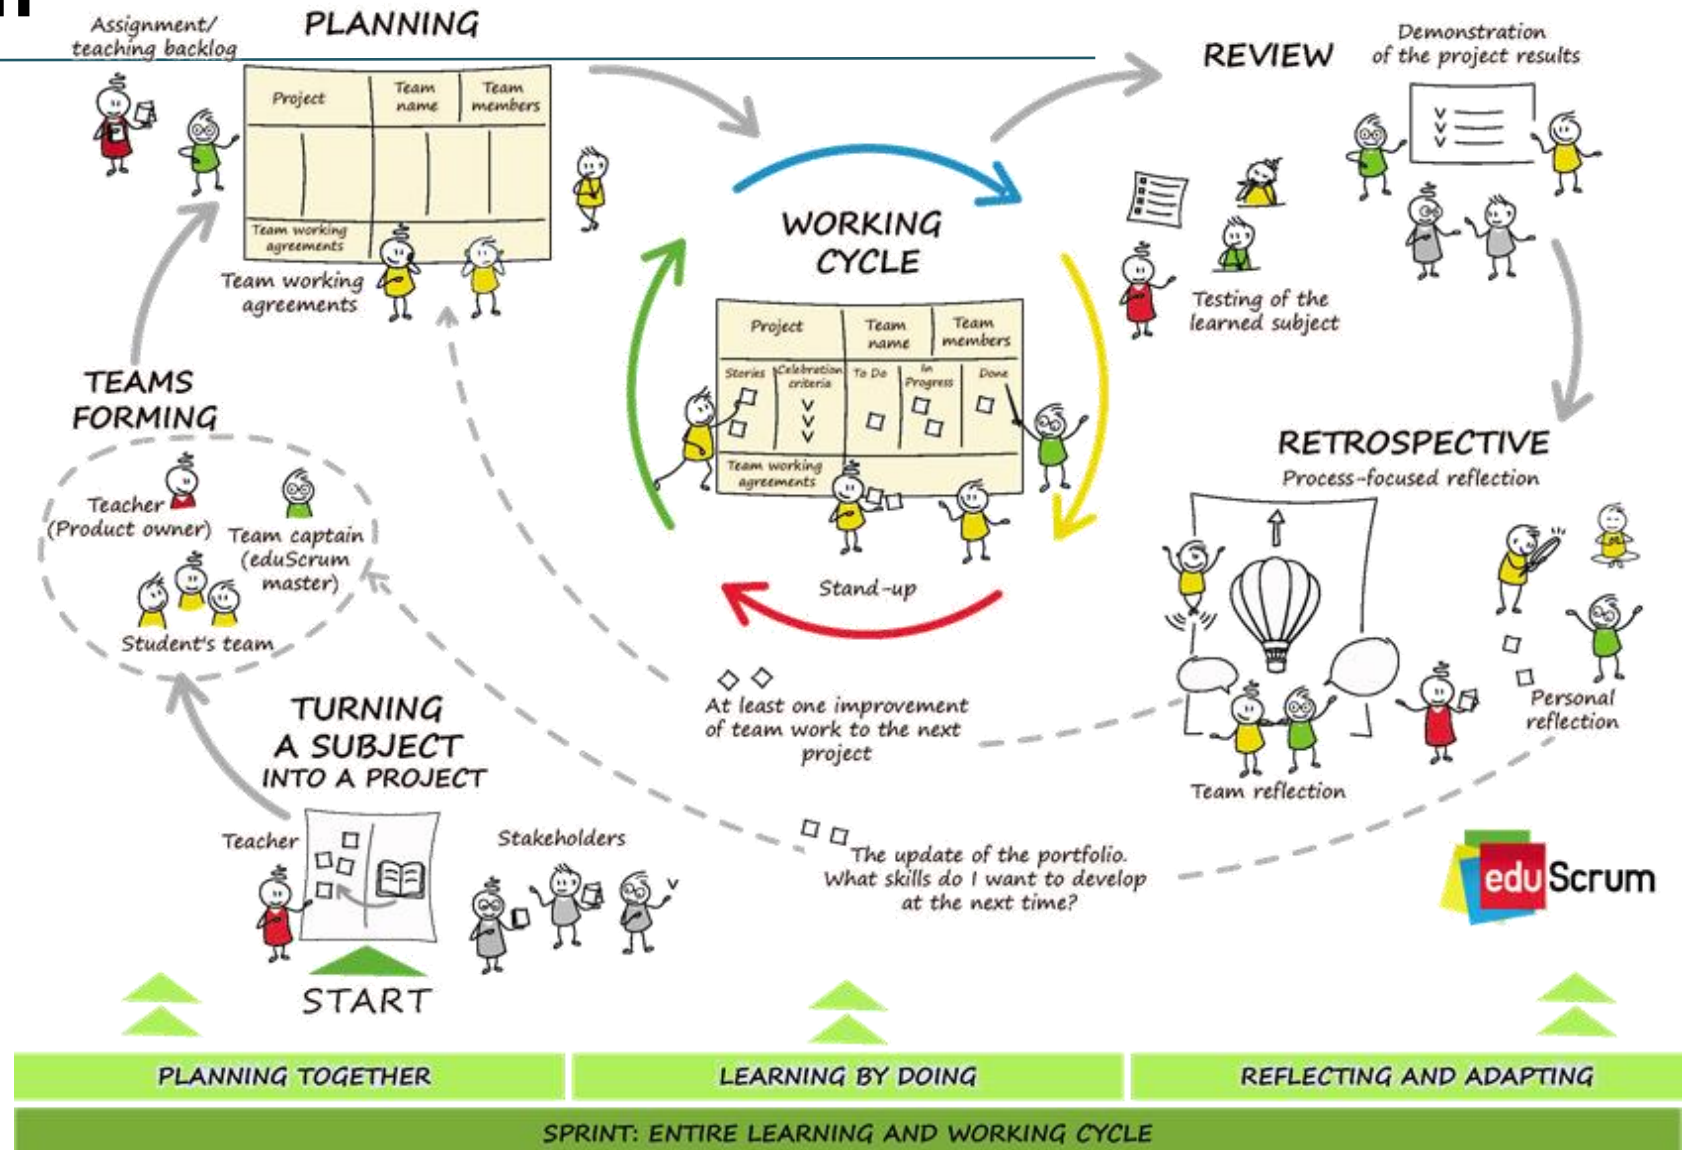 Assignment/
teaching backlog
PLANNING
Project
Team
name
Team
members
Team working
agreements
Team working
agreements
REVIEW
Demonstration
of the project results
Testing of the
learned subject
WORKING
CYCLE
Project
Team
name
Team
members
Stories
Celebration
criteria
To Do
In
Progress
Done
Team working
agreements
Stand-up
TEAMS
FORMING
Teacher
(Product owner)
Team captain
(eduScrum
master)
Student's team
RETROSPECTIVE
Process-focused reflection
Personal
reflection
Team reflection
At least one improvement
of team work to the next
project
The update of the portfolio.
What skills do I want to develop
at the next time?
TURNING
A SUBJECT
INTO A PROJECT
Teacher
Stakeholders
START
eduScrum
PLANNING TOGETHER
LEARNING BY DOING
REFLECTING AND ADAPTING
SPRINT: ENTIRE LEARNING AND WORKING CYCLE